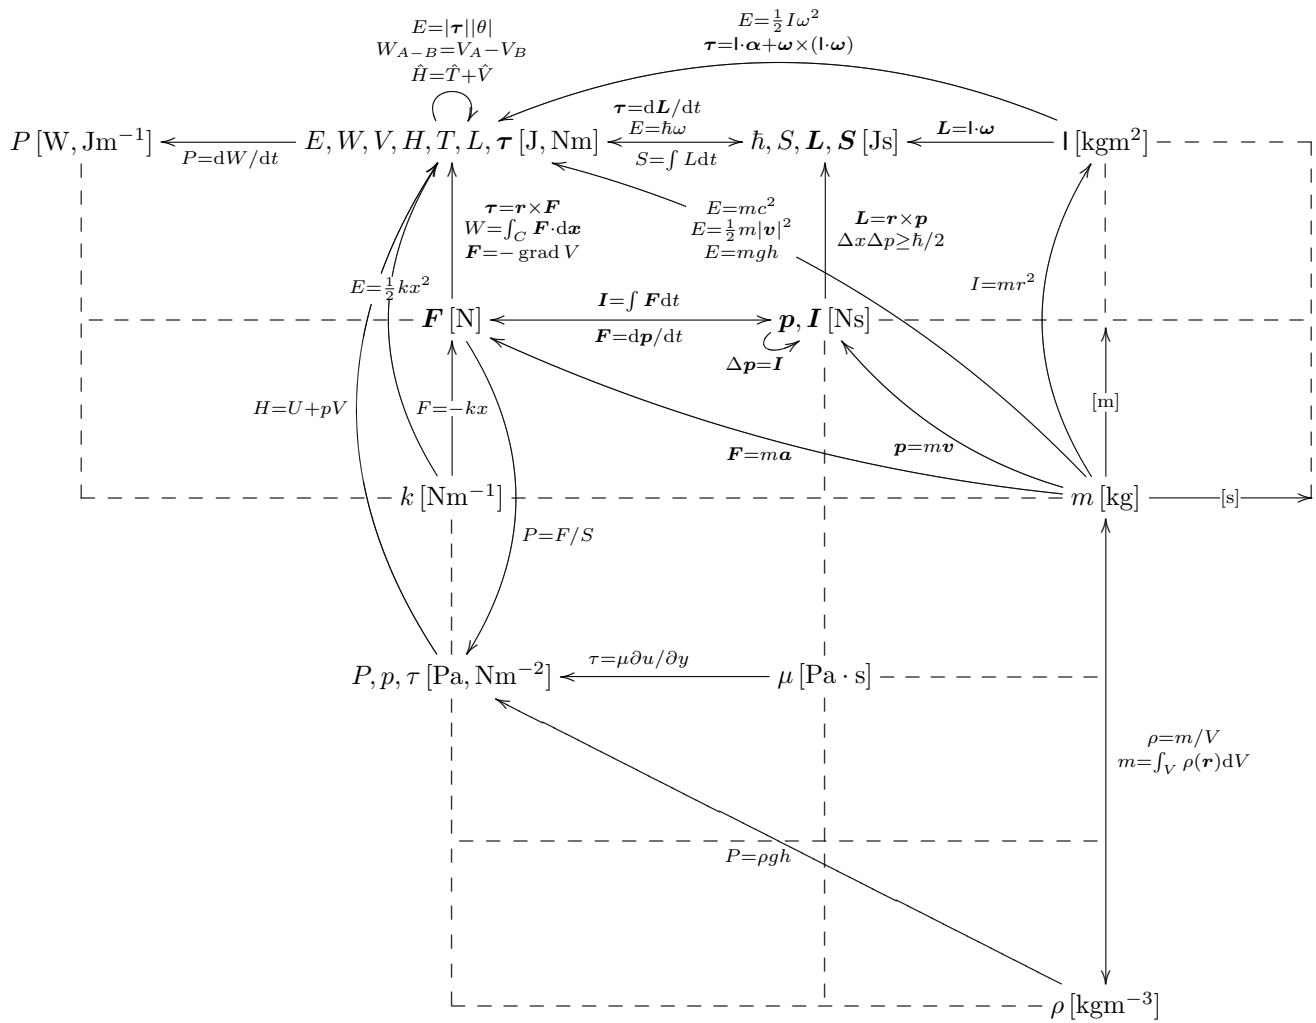 E=|τ||θ|
W_{A−B}=V_A−V_B
Ĥ=T̂+V̂
E=½Iω²
τ=I·α+ω×(I·ω)
P [W, Jm⁻¹]
P=dW/dt
E, W, V, H, T, L, τ [J, Nm]
τ=dL/dt
E=ℏω
S=∫ Ldt
ℏ, S, L, S [Js]
L=I·ω
I [kgm²]
τ=r×F
W=∫_C F·dx
F=− grad V
E=mc²
E=½m|v|²
E=mgh
L=r×p
ΔxΔp≥ℏ/2
E=½kx²
I=mr²
F [N]
I=∫ Fdt
F=dp/dt
p, I [Ns]
Δp=I
H=U+pV
F=−kx
[m]
F=ma
p=mv
k [Nm⁻¹]
m [kg]
[s]
P=F/S
P, p, τ [Pa, Nm⁻²]
τ=μ∂u/∂y
μ [Pa · s]
ρ=m/V
m=∫_V ρ(r)dV
P=ρgh
ρ [kgm⁻³]